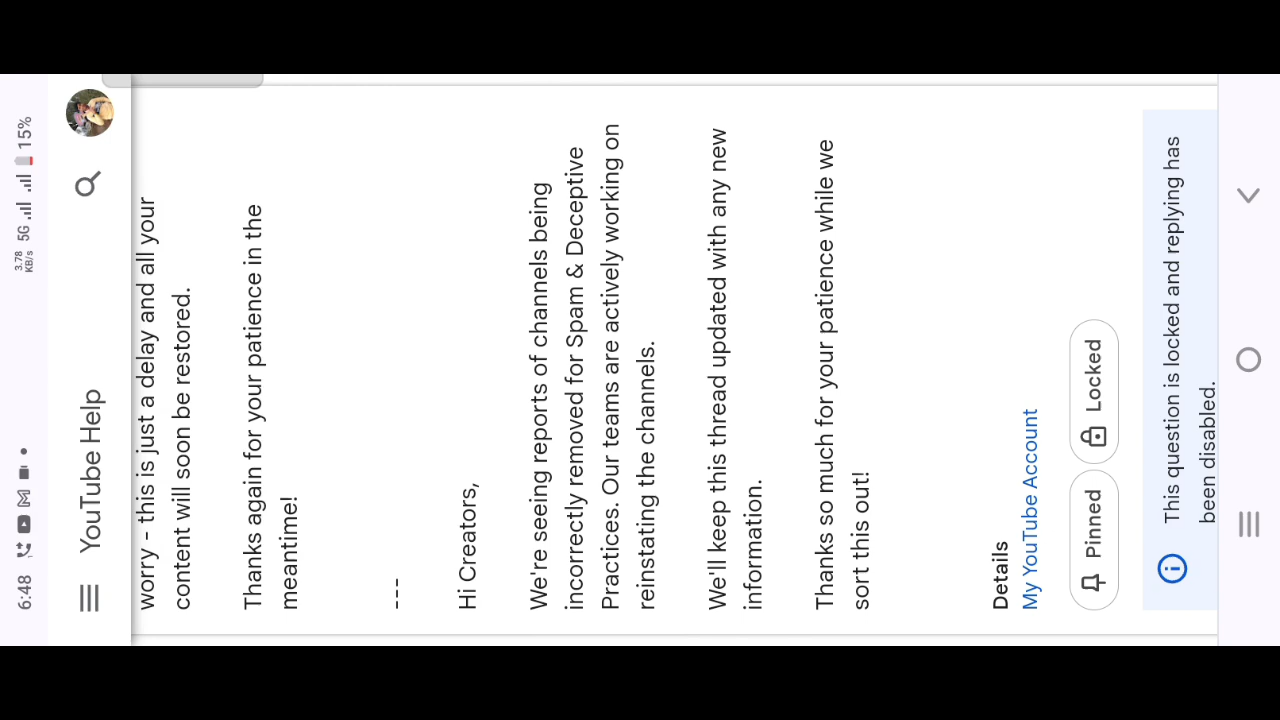 6:48
3.78
KB/s
5G
15%
YouTube Help
worry - this is just a delay and all your
content will soon be restored.
Thanks again for your patience in the
meantime!
---
Hi Creators,
We're seeing reports of channels being
incorrectly removed for Spam & Deceptive
Practices. Our teams are actively working on
reinstating the channels.
We'll keep this thread updated with any new
information.
Thanks so much for your patience while we
sort this out!
Details
My YouTube Account
Pinned
Locked
This question is locked and replying has
been disabled.